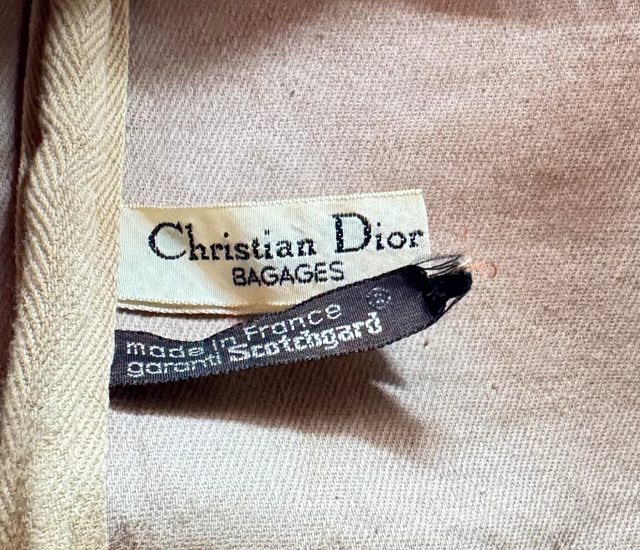 Christian Dior
BAGAGES
made in France
garanti Scotchgard